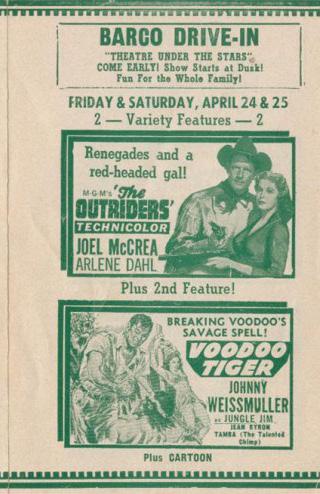 BARCO DRIVE-IN
"THEATRE UNDER THE STARS"
COME EARLY! Show Starts at Dusk!
Fun For the Whole Family!
FRIDAY & SATURDAY, APRIL 24 & 25
2 — Variety Features — 2
Renegades and a
red-headed gal!
M-G-M's 'The
OUTRIDERS'
TECHNICOLOR
JOEL McCREA
ARLENE DAHL
Plus 2nd Feature!
BREAKING VOODOO'S
SAVAGE SPELL!
VOODOO
TIGER
JOHNNY
WEISSMULLER
as JUNGLE JIM
JEAN BYRON
TAMBA (The Talented
Chimp)
Plus CARTOON